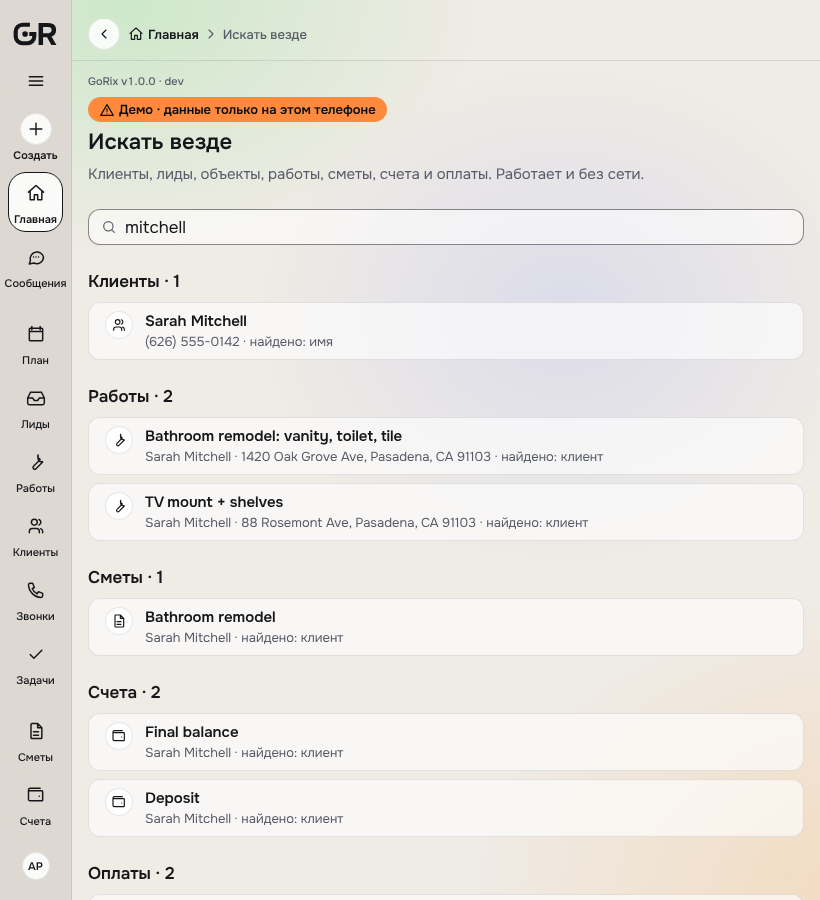 GR
Создать
Главная
Сообщения
План
Лиды
Работы
Клиенты
Звонки
Задачи
Сметы
Счета
AP
Главная
Искать везде
GoRix v1.0.0 · dev
Демо · данные только на этом телефоне
Искать везде
Клиенты, лиды, объекты, работы, сметы, счета и оплаты. Работает и без сети.
mitchell
Клиенты · 1
Sarah Mitchell
(626) 555-0142 · найдено: имя
Работы · 2
Bathroom remodel: vanity, toilet, tile
Sarah Mitchell · 1420 Oak Grove Ave, Pasadena, CA 91103 · найдено: клиент
TV mount + shelves
Sarah Mitchell · 88 Rosemont Ave, Pasadena, CA 91103 · найдено: клиент
Сметы · 1
Bathroom remodel
Sarah Mitchell · найдено: клиент
Счета · 2
Final balance
Sarah Mitchell · найдено: клиент
Deposit
Sarah Mitchell · найдено: клиент
Оплаты · 2